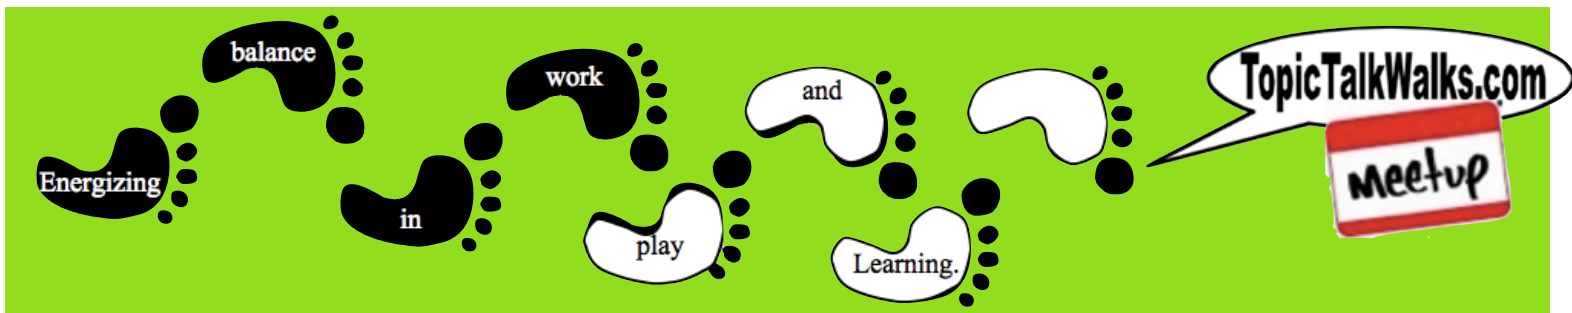 Energizing
balance
in
work
play
and
Learning.
TopicTalkWalks.com
meetup